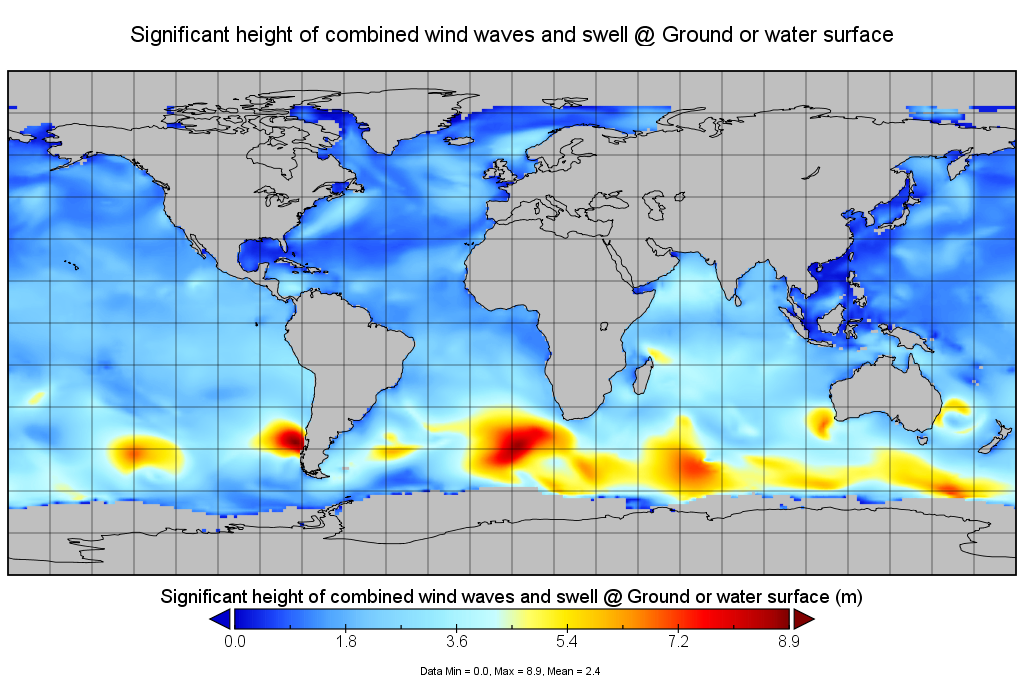 Significant height of combined wind waves and swell @ Ground or water surface
Significant height of combined wind waves and swell @ Ground or water surface (m)
0.0 1.8 3.6 5.4 7.2 8.9
Data Min = 0.0, Max = 8.9, Mean = 2.4